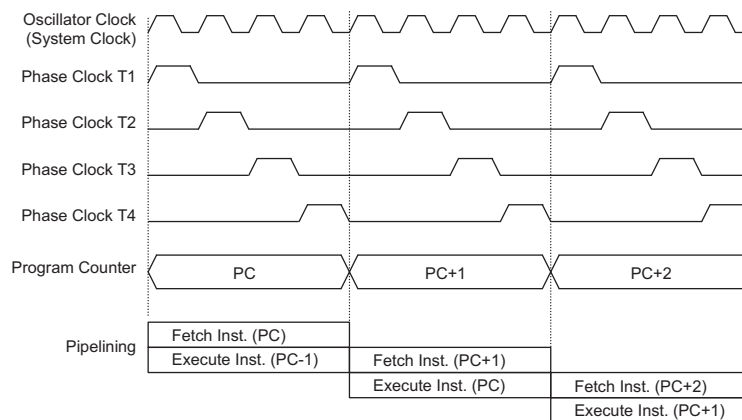 Oscillator Clock
(System Clock)
Phase Clock T1
Phase Clock T2
Phase Clock T3
Phase Clock T4
Program Counter
PC
PC+1
PC+2
Pipelining
Fetch Inst. (PC)
Execute Inst. (PC-1)
Fetch Inst. (PC+1)
Execute Inst. (PC)
Fetch Inst. (PC+2)
Execute Inst. (PC+1)